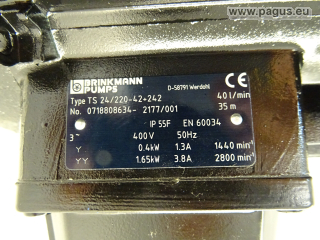 © www.pagus.eu
BRINKMANN
PUMPS
D-58791 Werdohl
CE
Type TS 24/220-42+242 40 l/min
No. 0718808634- 2177/001 35 m
IP 55F EN 60034
3~ 400V 50Hz
Y 0.4kW 1.3A 1440 min⁻¹
YY 1.65kW 3.8A 2800 min⁻¹